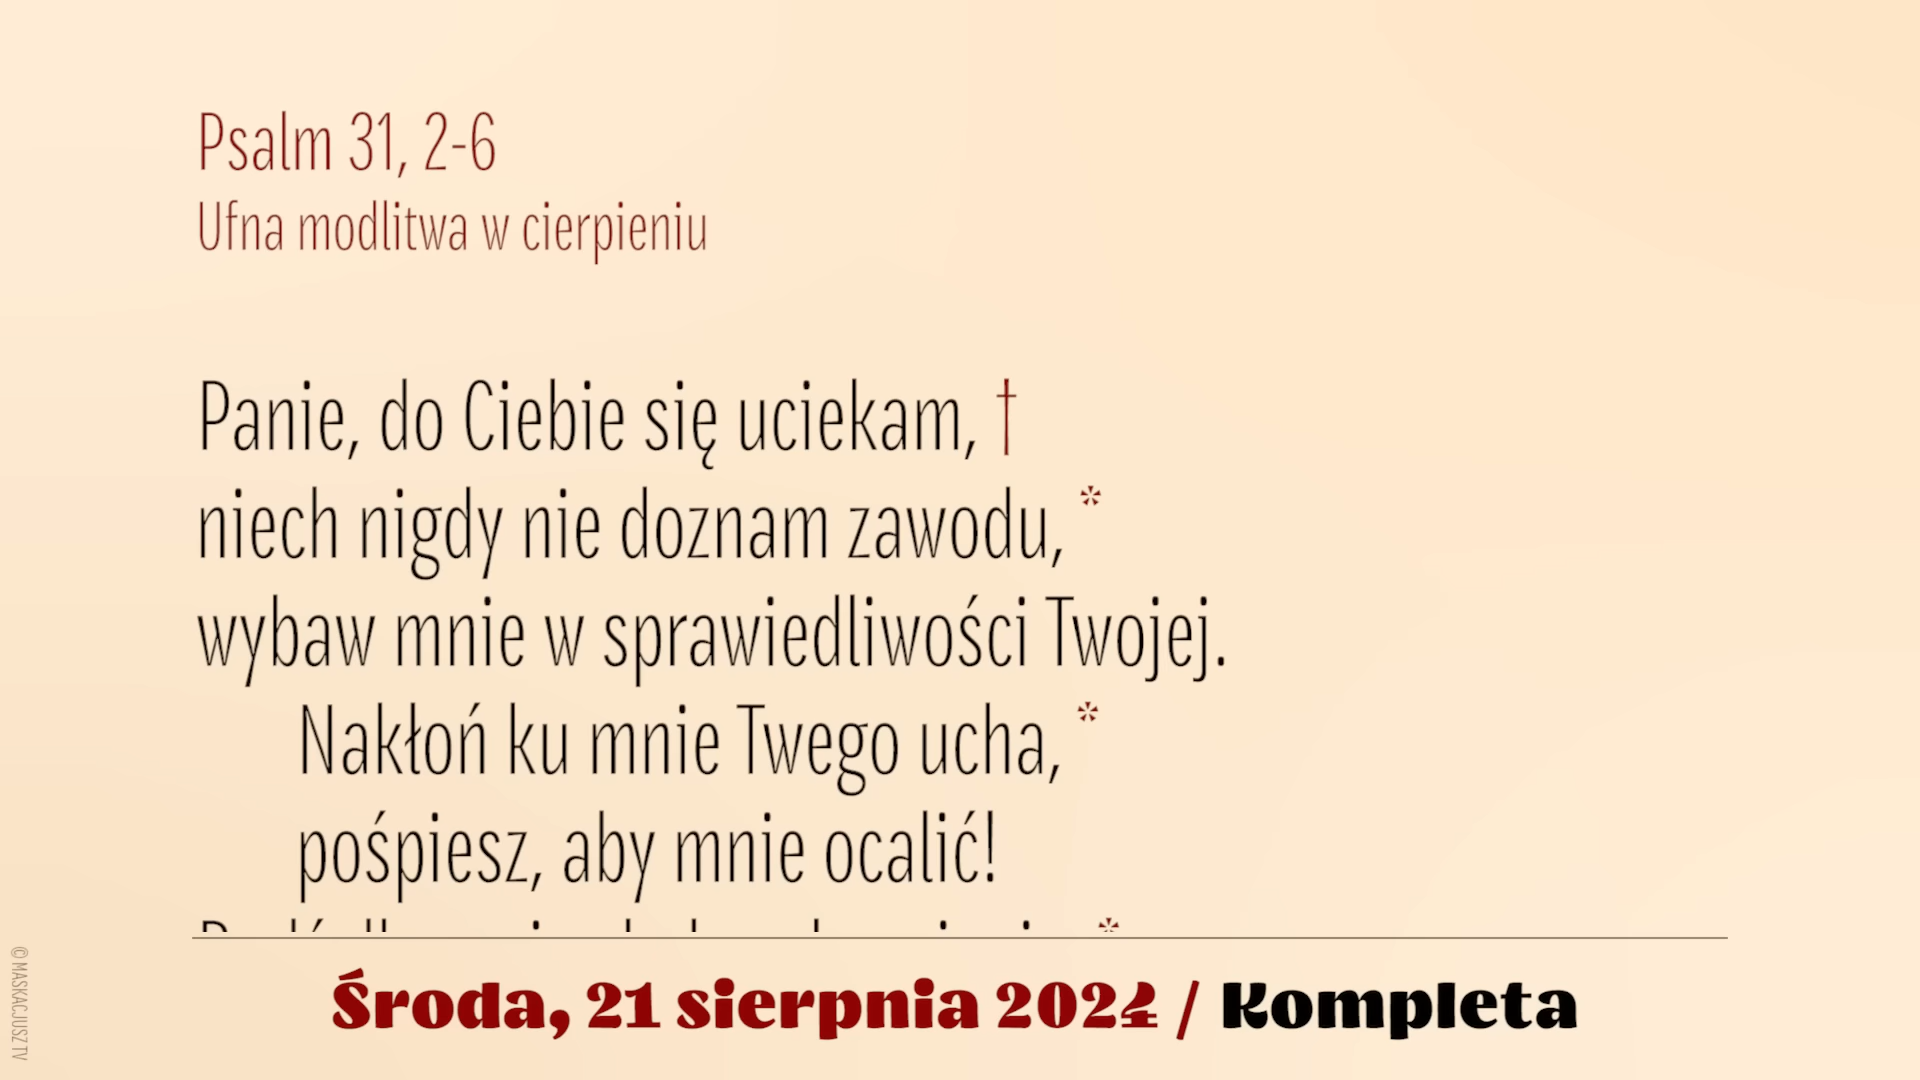 Psalm 31, 2-6
Ufna modlitwa w cierpieniu
Panie, do Ciebie się uciekam, †
niech nigdy nie doznam zawodu, *
wybaw mnie w sprawiedliwości Twojej.
Nakłoń ku mnie Twego ucha, *
pośpiesz, aby mnie ocalić!
*
Środa, 21 sierpnia 2024 / Kompleta
© MASKACJUSZ TV